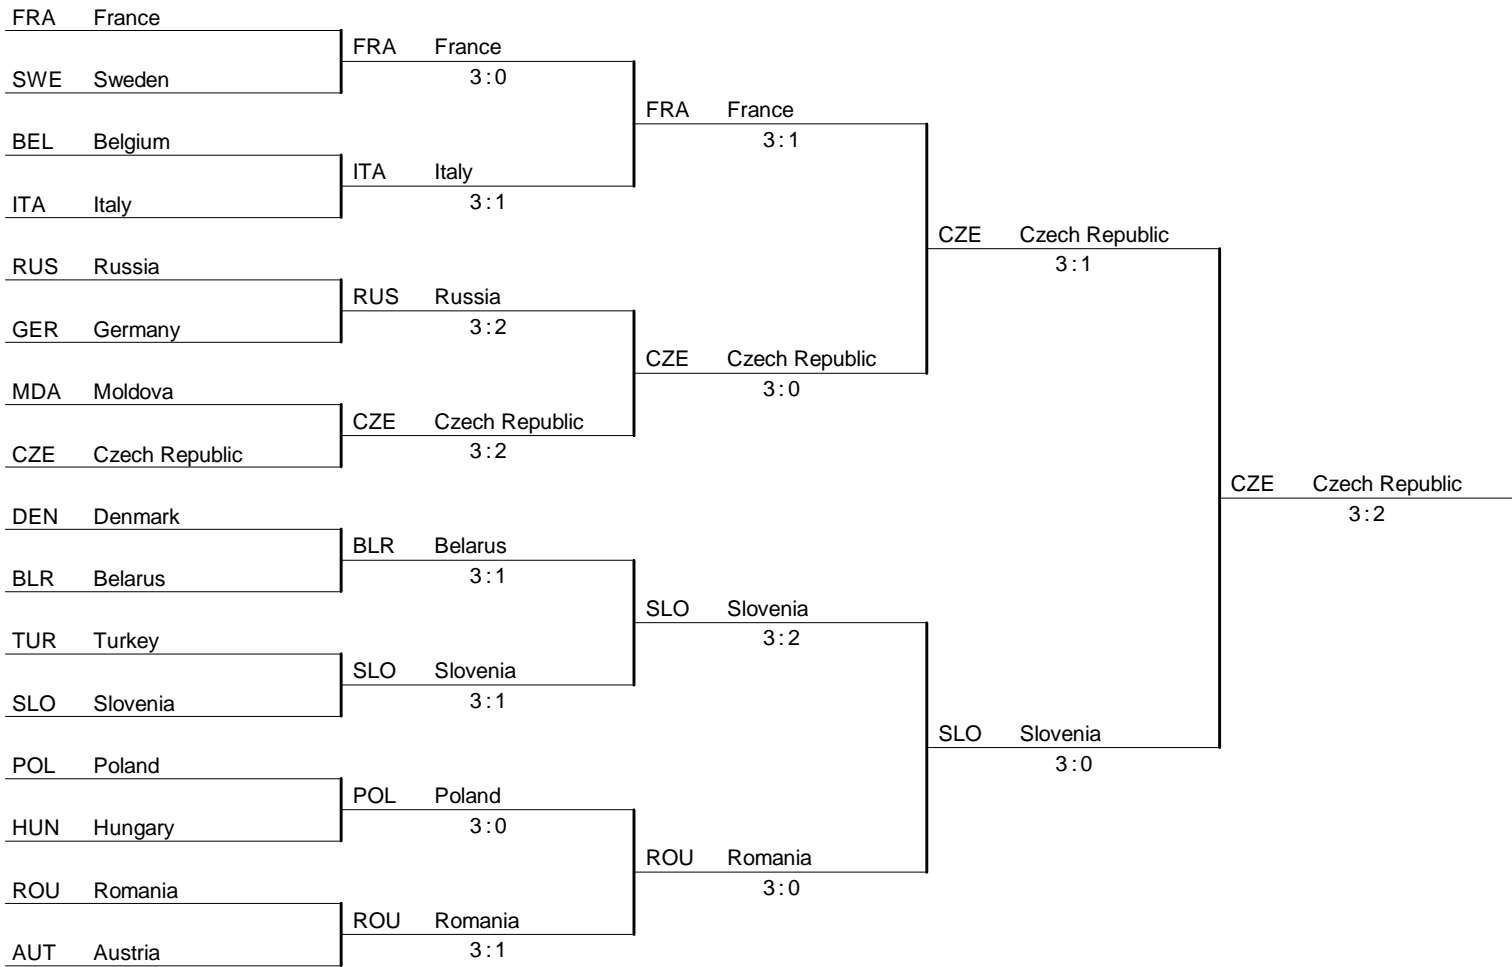 FRA France
SWE Sweden
BEL Belgium
ITA Italy
RUS Russia
GER Germany
MDA Moldova
CZE Czech Republic
DEN Denmark
BLR Belarus
TUR Turkey
SLO Slovenia
POL Poland
HUN Hungary
ROU Romania
AUT Austria
FRA France
3:0
ITA Italy
3:1
RUS Russia
3:2
CZE Czech Republic
3:2
BLR Belarus
3:1
SLO Slovenia
3:1
POL Poland
3:0
ROU Romania
3:1
FRA France
3:1
CZE Czech Republic
3:0
SLO Slovenia
3:2
ROU Romania
3:0
CZE Czech Republic
3:1
SLO Slovenia
3:0
CZE Czech Republic
3:2